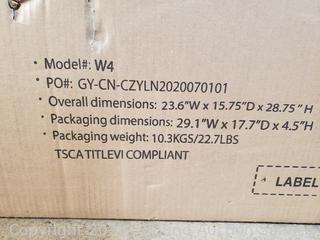 • Model#: W4
• PO#: GY-CN-CZYLN2020070101
• Overall dimensions: 23.6"W x 15.75"D x 28.75"H
• Packaging dimensions: 29.1"W x 17.7"D x 4.5"H
• Packaging weight: 10.3KGS/22.7LBS
TSCA TITLEVI COMPLIANT
LABEL